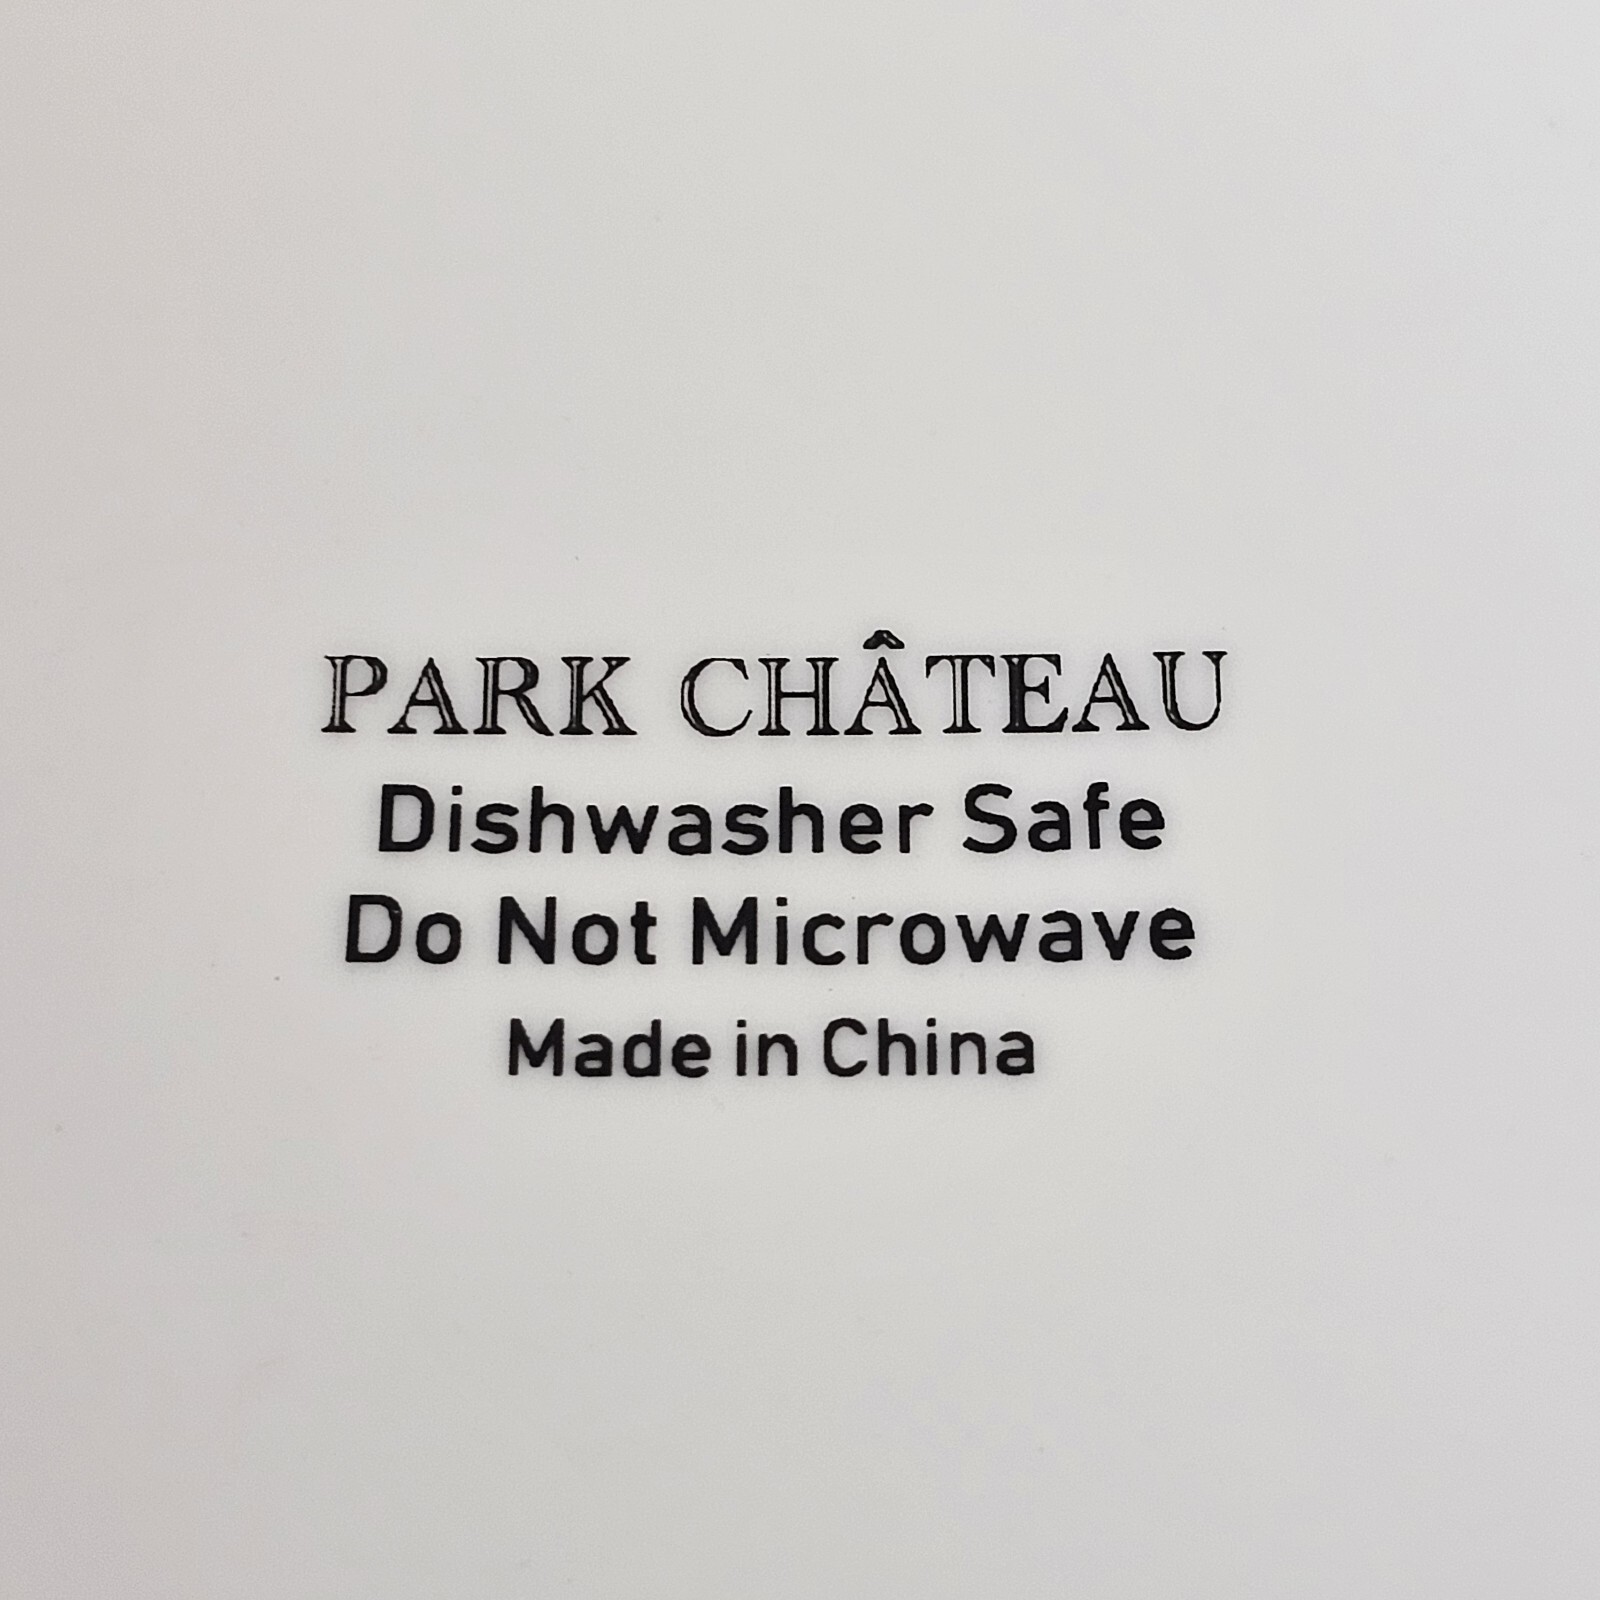 PARK CHÂTEAU
Dishwasher Safe
Do Not Microwave
Made in China